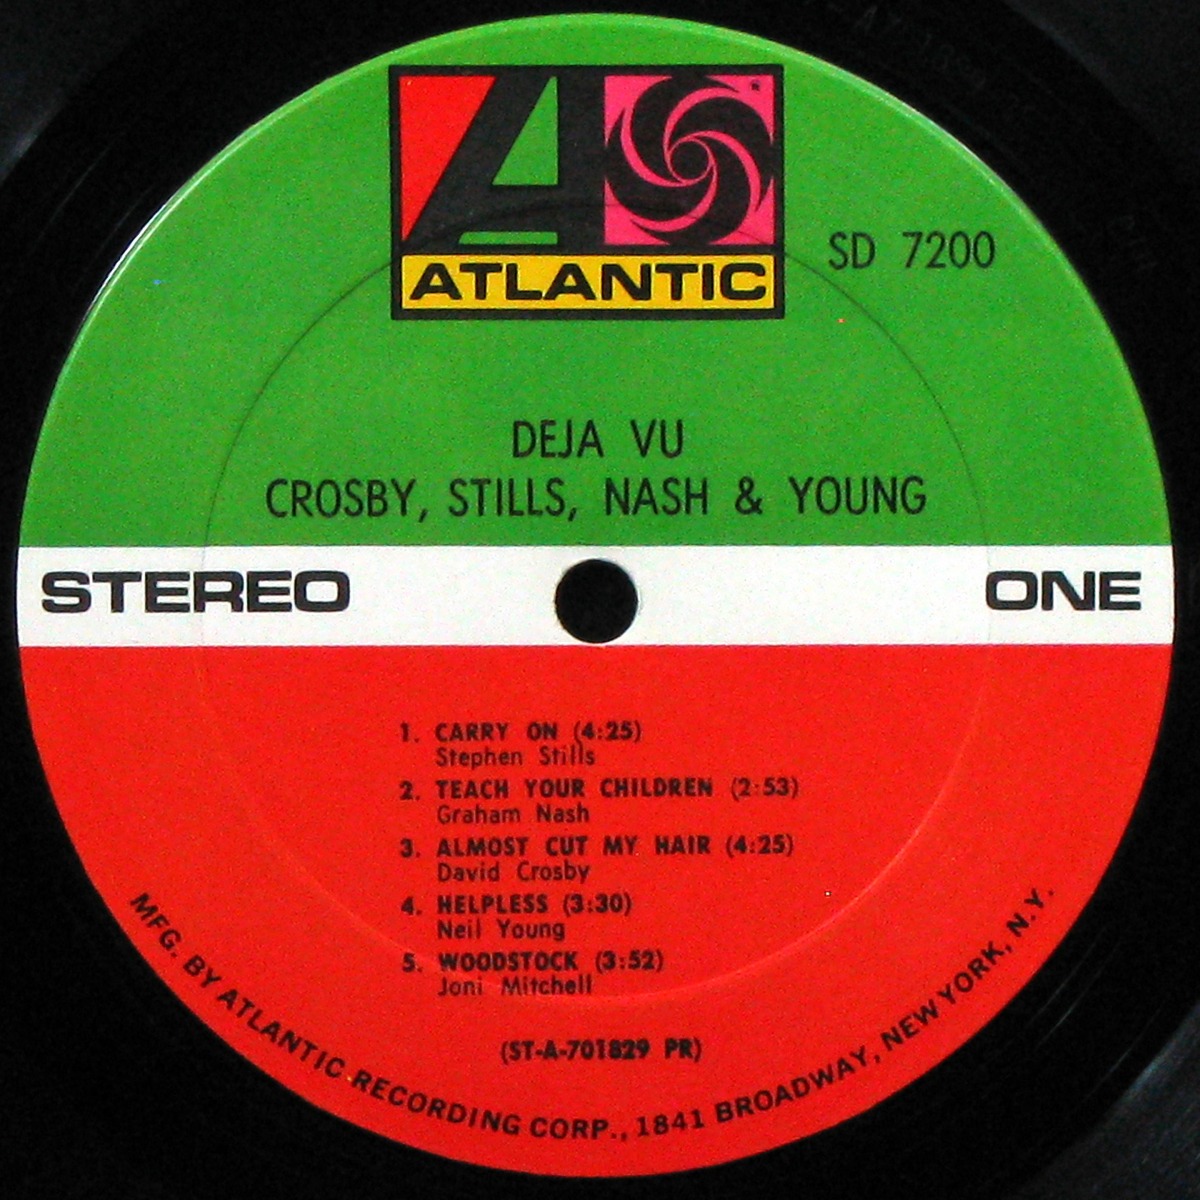 ATLANTIC
SD 7200
DEJA VU
CROSBY, STILLS, NASH & YOUNG
STEREO
ONE
1. CARRY ON (4:25)
Stephen Stills
2. TEACH YOUR CHILDREN (2:53)
Graham Nash
3. ALMOST CUT MY HAIR (4:25)
David Crosby
4. HELPLESS (3:30)
Neil Young
5. WOODSTOCK (3:52)
Joni Mitchell
(ST-A-701829 PR)
MFG. BY ATLANTIC RECORDING CORP., 1841 BROADWAY, NEW YORK, N.Y.